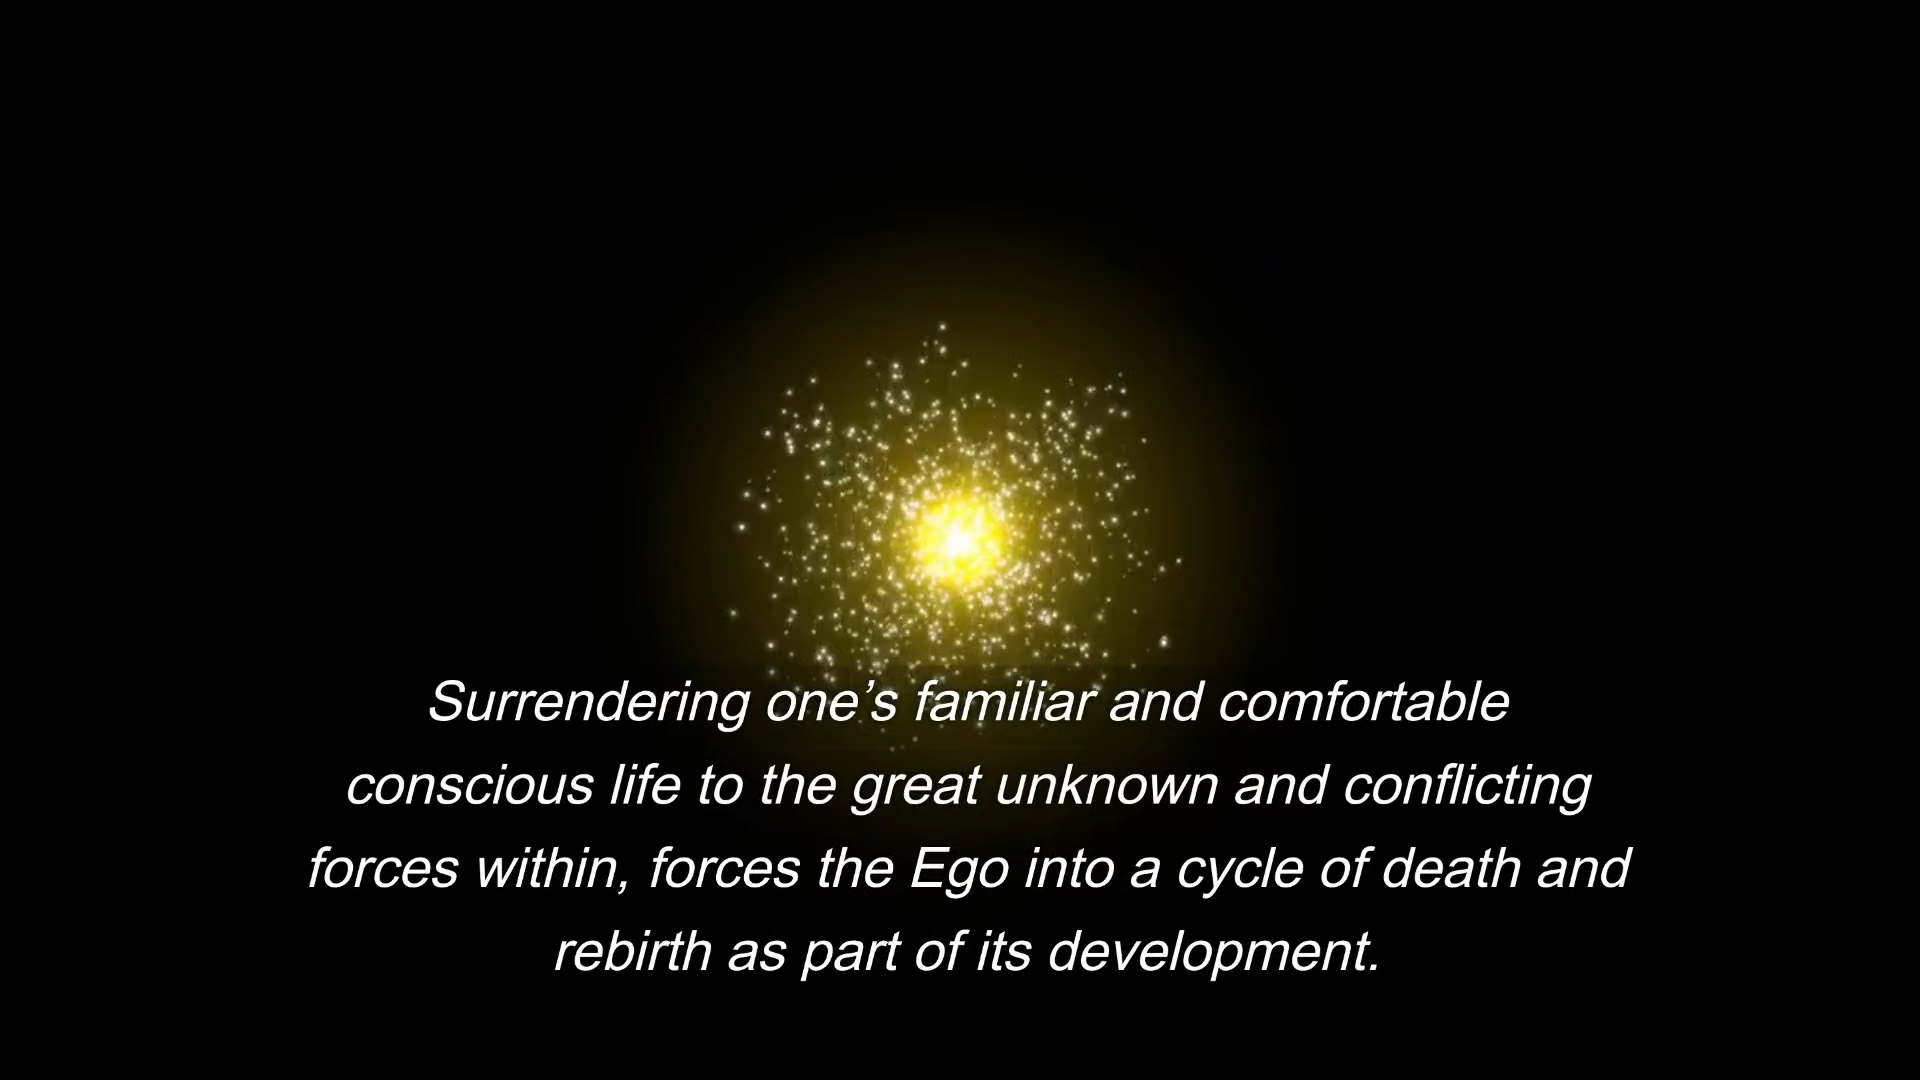 Surrendering one’s familiar and comfortable
conscious life to the great unknown and conflicting
forces within, forces the Ego into a cycle of death and
rebirth as part of its development.